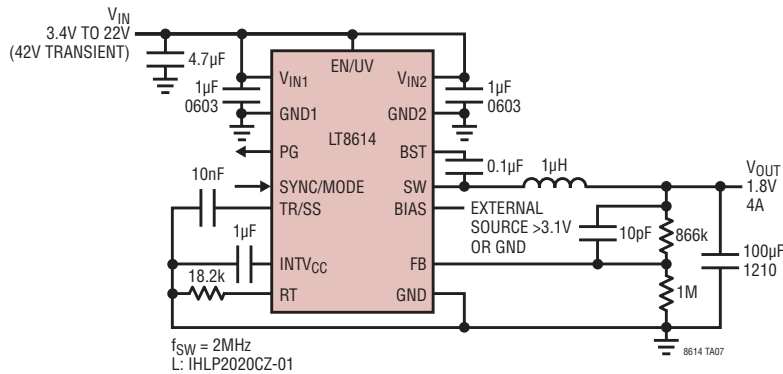 VIN
3.4V TO 22V
(42V TRANSIENT)
4.7µF
1µF
0603
VIN1
EN/UV
VIN2
1µF
0603
GND1
GND2
LT8614
PG
BST
0.1µF
1µH
VOUT
1.8V
4A
10nF
SYNC/MODE
SW
TR/SS
BIAS
EXTERNAL
SOURCE >3.1V
OR GND
10pF
866k
1µF
100µF
1210
INTVCC
FB
18.2k
RT
GND
1M
fSW = 2MHz
L: IHLP2020CZ-01
8614 TA07